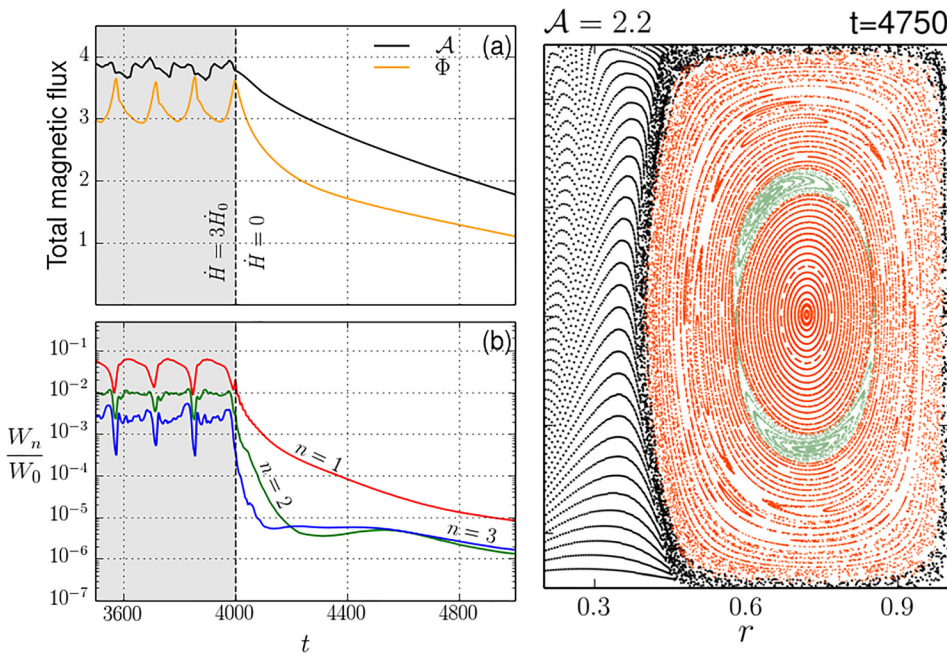 4
3
2
1
Total magnetic flux
𝒜
Φ
(a)
Ḣ = 3Ḣ₀
Ḣ = 0
10⁻¹
10⁻²
10⁻³
10⁻⁴
10⁻⁵
10⁻⁶
10⁻⁷
Wₙ
W₀
(b)
n = 1
n = 2
n = 3
3600 4000 4400 4800
t
𝒜 = 2.2 t=4750
0.3 0.6 0.9
r